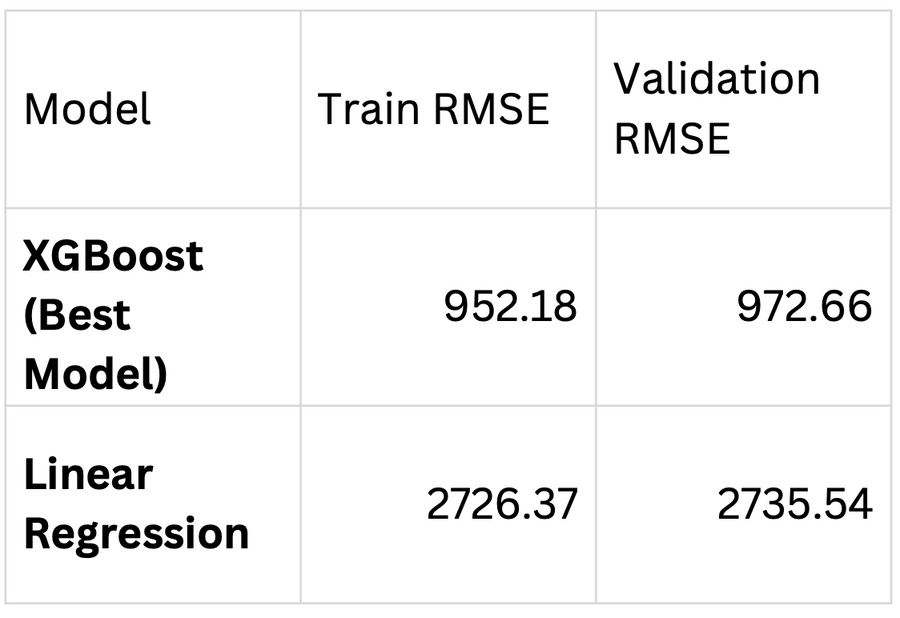 Model
Train RMSE
Validation
RMSE
XGBoost
(Best
Model)
952.18
972.66
Linear
Regression
2726.37
2735.54